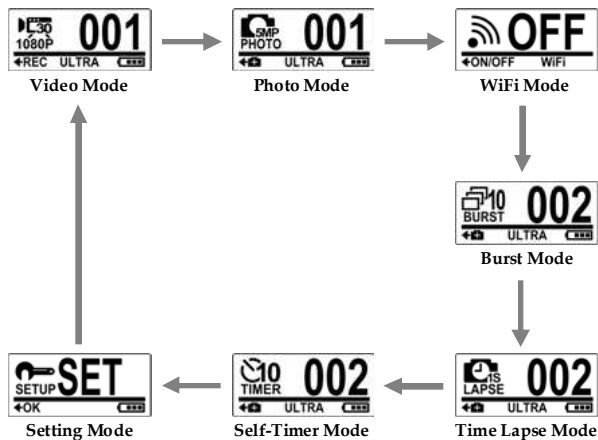 L30
1080P
001
REC ULTRA
Video Mode
5MP
PHOTO
001
ULTRA
Photo Mode
OFF
ON/OFF WiFi
WiFi Mode
10
BURST
002
ULTRA
Burst Mode
1S
LAPSE
002
ULTRA
Time Lapse Mode
10
TIMER
002
ULTRA
Self-Timer Mode
SETUP
SET
OK
Setting Mode